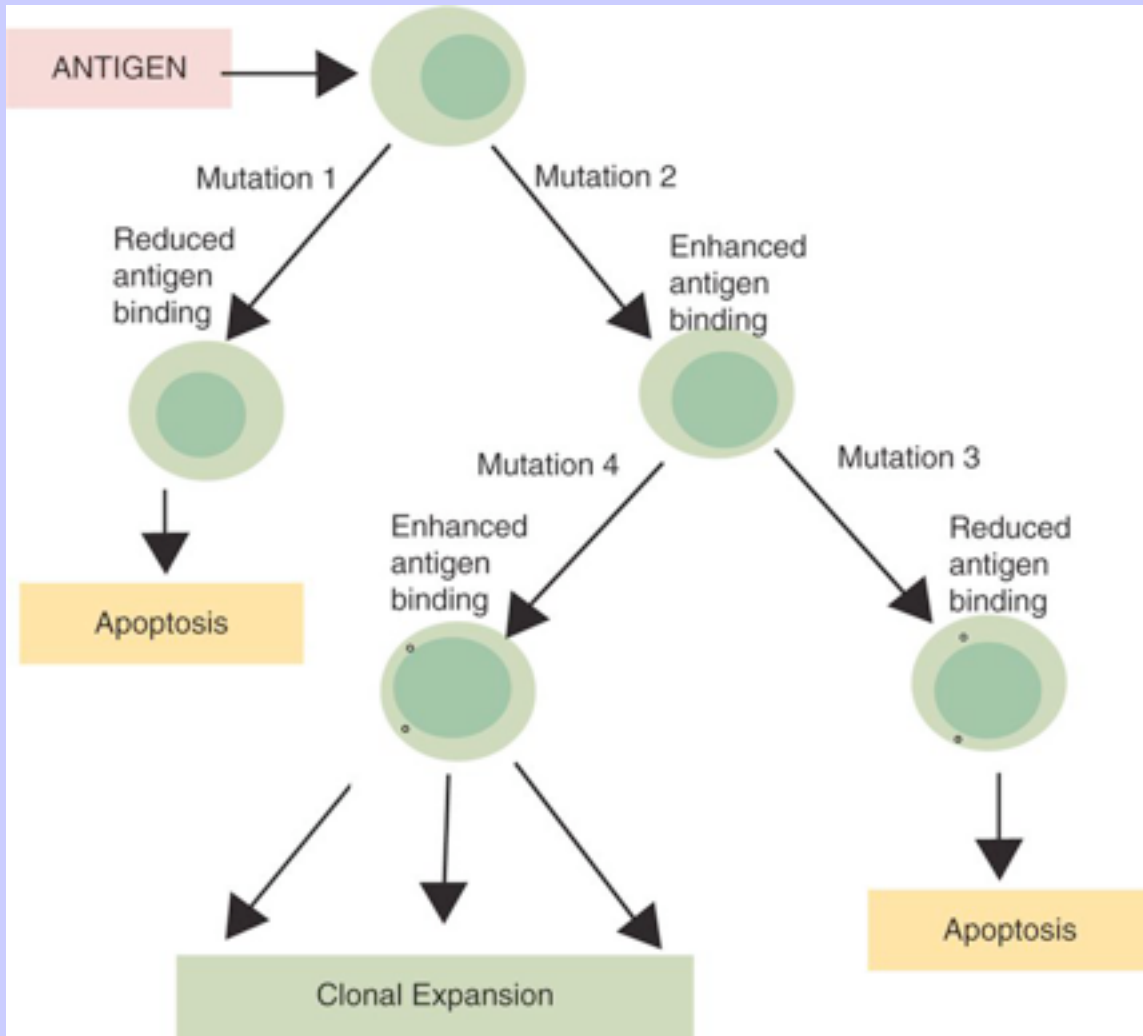 ANTIGEN
Mutation 1
Mutation 2
Reduced
antigen
binding
Enhanced
antigen
binding
Mutation 4
Mutation 3
Enhanced
antigen
binding
Reduced
antigen
binding
Apoptosis
Apoptosis
Clonal Expansion